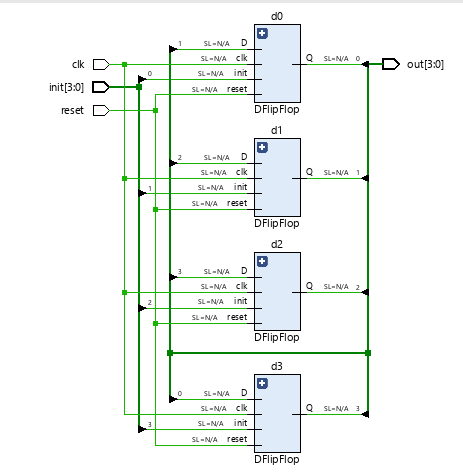 d0
1 SL=N/A D
clk SL=N/A clk Q SL=N/A 0 out[3:0]
0 SL=N/A init
init[3:0]
SL=N/A reset
reset
DFlipFlop
d1
2 SL=N/A D
SL=N/A clk Q SL=N/A 1
1 SL=N/A init
SL=N/A reset
DFlipFlop
d2
3 SL=N/A D
SL=N/A clk Q SL=N/A 2
2 SL=N/A init
SL=N/A reset
DFlipFlop
d3
0 SL=N/A D
SL=N/A clk Q SL=N/A 3
3 SL=N/A init
SL=N/A reset
DFlipFlop